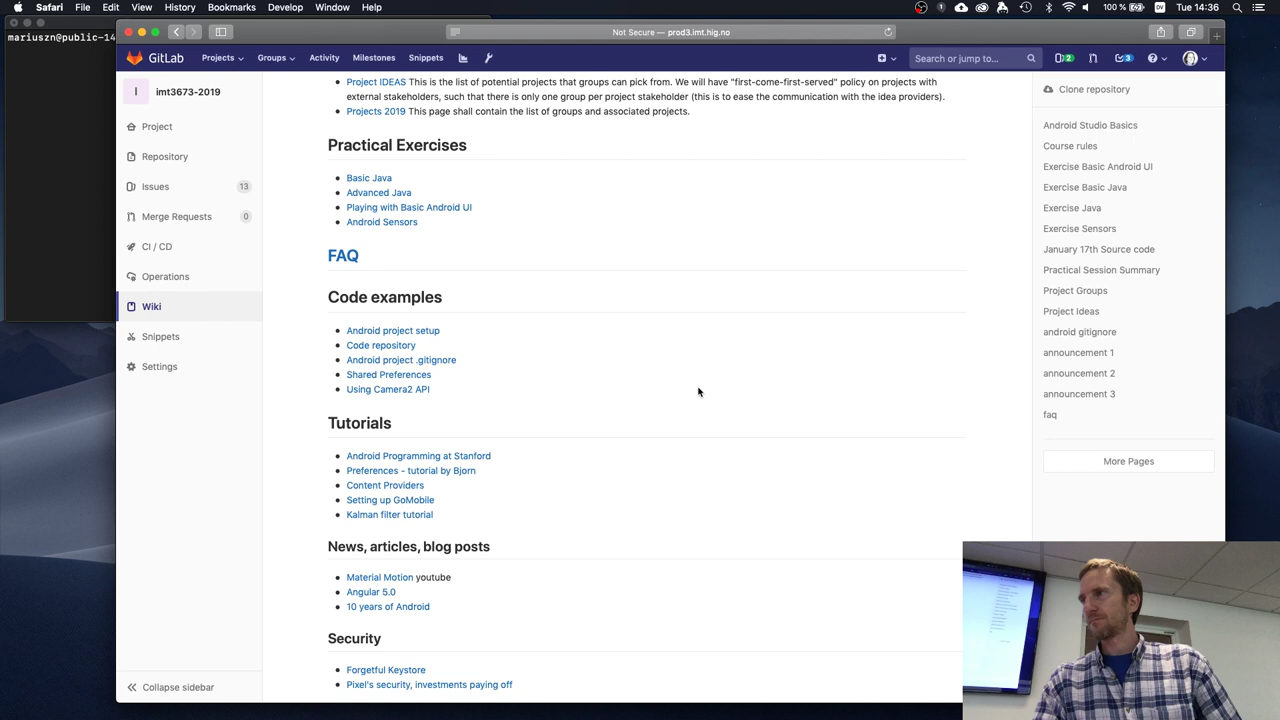 Safari File Edit View History Bookmarks Develop Window Help
1 DV 100 % Tue 14:36
mariuszn@public-14
Not Secure — prod3.imt.hig.no
GitLab Projects Groups Activity Milestones Snippets Search or jump to... 2 3
I imt3673-2019
Project
Repository
Issues 13
Merge Requests 0
CI / CD
Operations
Wiki
Snippets
Settings
Collapse sidebar
Project IDEAS This is the list of potential projects that groups can pick from. We will have "first-come-first-served" policy on projects with
external stakeholders, such that there is only one group per project stakeholder (this is to ease the communication with the idea providers).
Projects 2019 This page shall contain the list of groups and associated projects.
Practical Exercises
Basic Java
Advanced Java
Playing with Basic Android UI
Android Sensors
FAQ
Code examples
Android project setup
Code repository
Android project .gitignore
Shared Preferences
Using Camera2 API
Tutorials
Android Programming at Stanford
Preferences - tutorial by Bjorn
Content Providers
Setting up GoMobile
Kalman filter tutorial
News, articles, blog posts
Material Motion youtube
Angular 5.0
10 years of Android
Security
Forgetful Keystore
Pixel's security, investments paying off
Clone repository
Android Studio Basics
Course rules
Exercise Basic Android UI
Exercise Basic Java
Exercise Java
Exercise Sensors
January 17th Source code
Practical Session Summary
Project Groups
Project Ideas
android gitignore
announcement 1
announcement 2
announcement 3
faq
More Pages